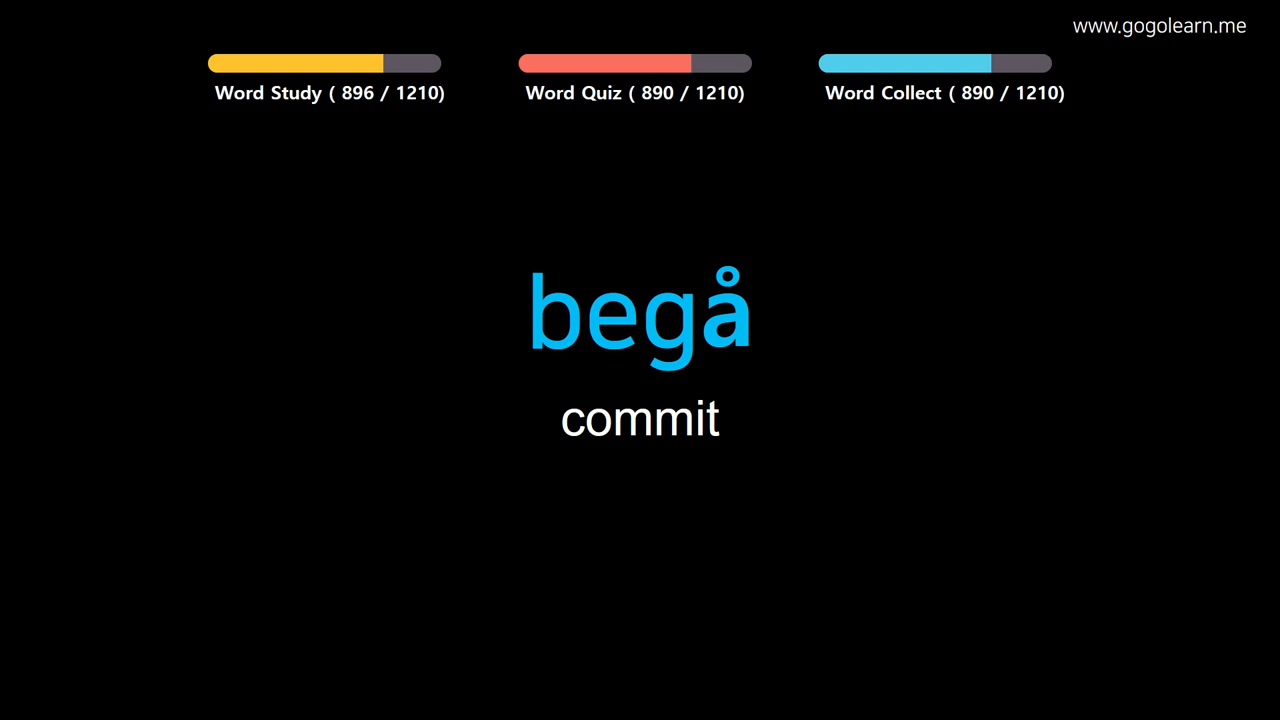 www.gogolearn.me
Word Study ( 896 / 1210)
Word Quiz ( 890 / 1210)
Word Collect ( 890 / 1210)
begå
commit